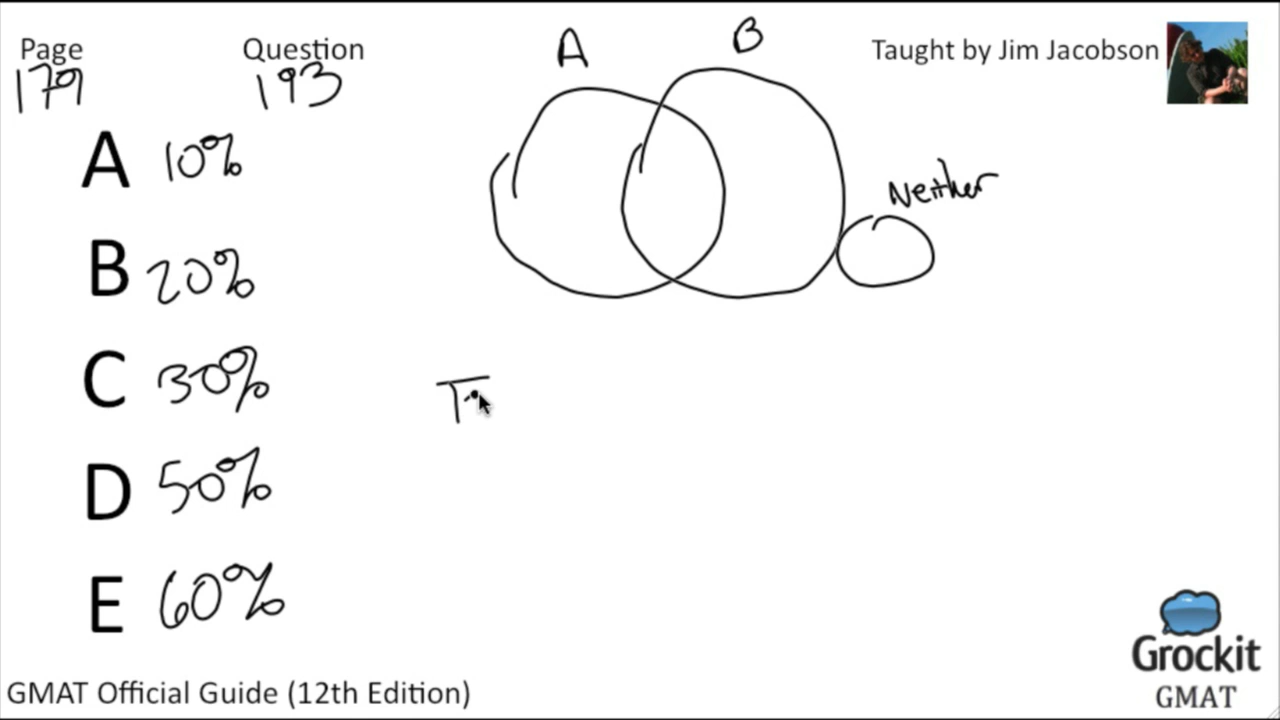 Page
179
Question
193
A
B
Taught by Jim Jacobson
A 10%
Neither
B 20%
C 30%
T
D 50%
E 60%
Grockit
GMAT
GMAT Official Guide (12th Edition)